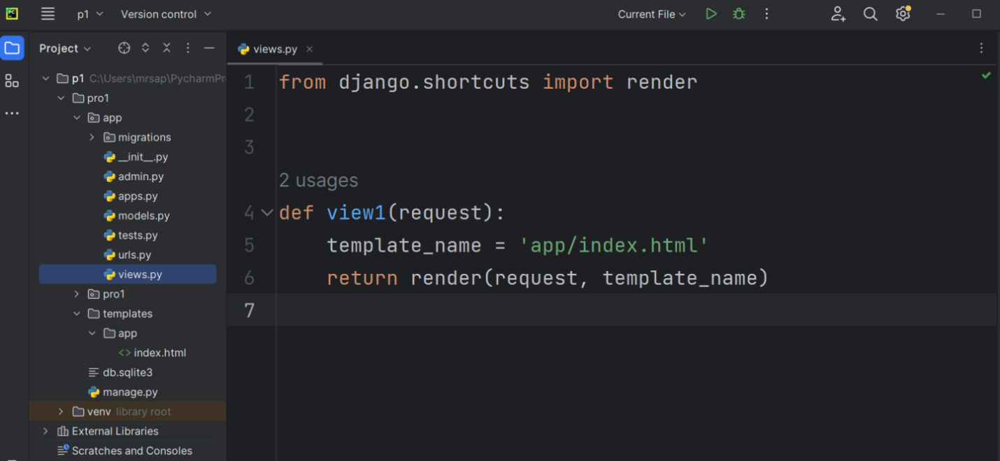 PC
p1
Version control
Current File
Project
views.py
p1 C:\Users\mrsap\PycharmPr
pro1
app
migrations
__init__.py
admin.py
apps.py
models.py
tests.py
urls.py
views.py
pro1
templates
app
<> index.html
db.sqlite3
manage.py
venv library root
External Libraries
Scratches and Consoles
1 from django.shortcuts import render
2
3
2 usages
4 def view1(request):
5 template_name = 'app/index.html'
6 return render(request, template_name)
7